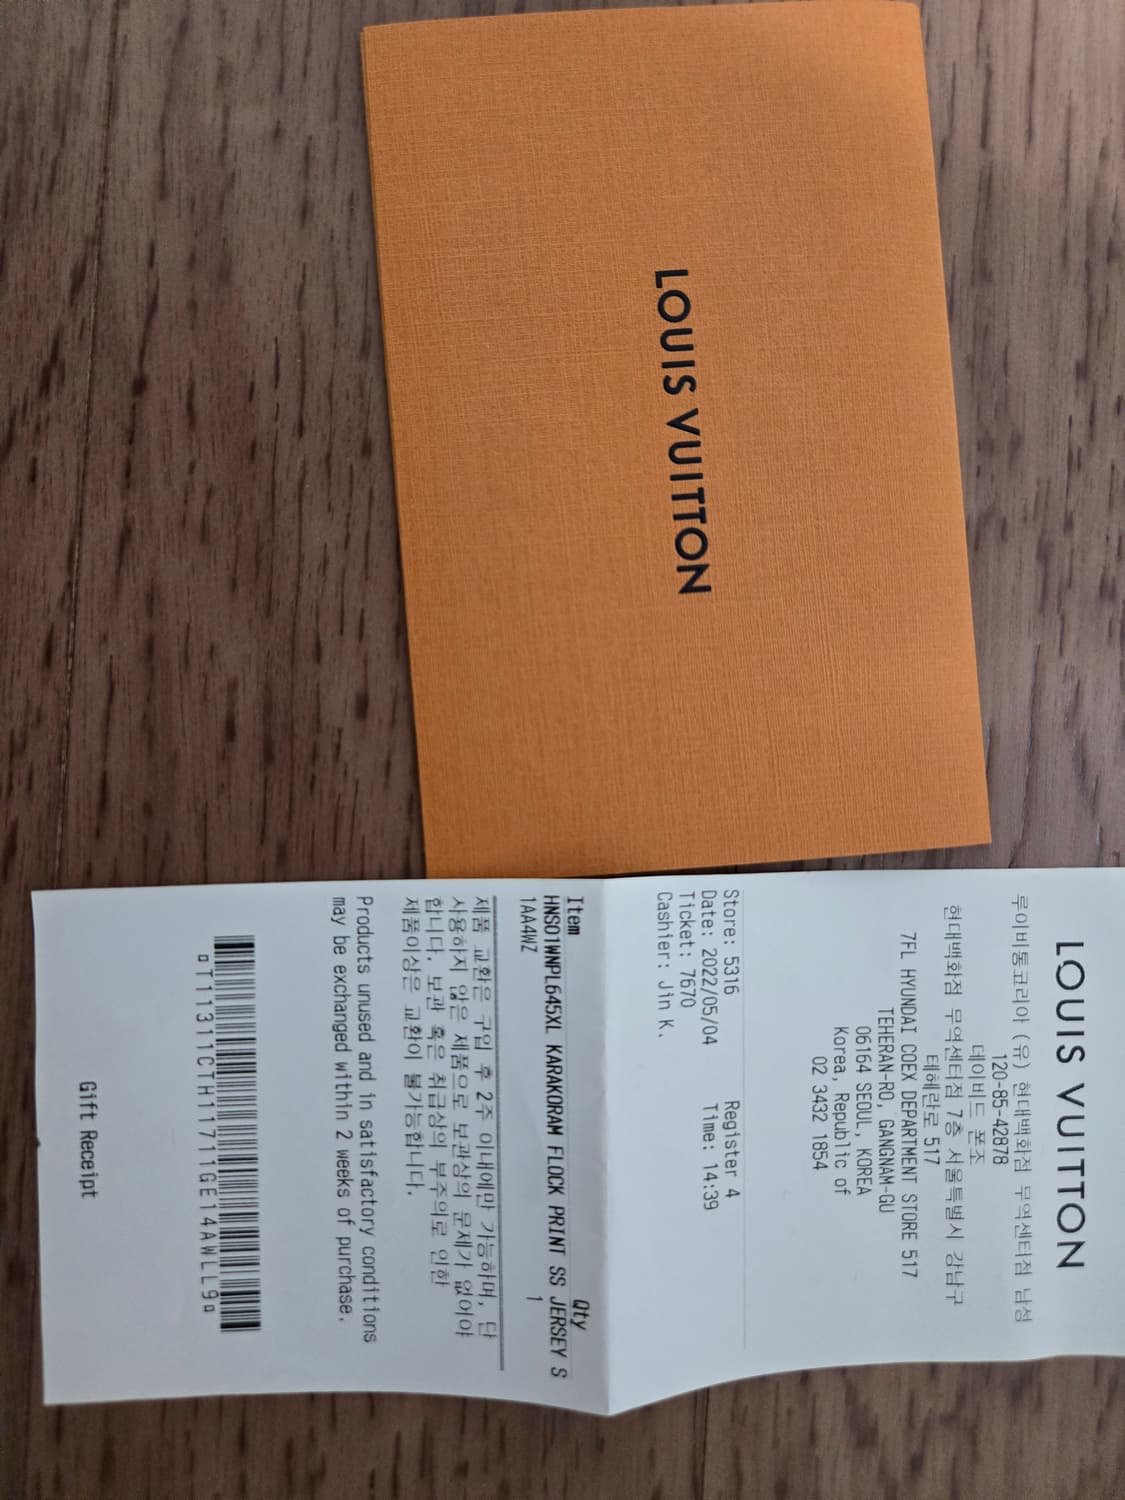 LOUIS VUITTON
LOUIS VUITTON
루이비통코리아 (유) 현대백화점 무역센터점 남성
120-85-42878
데이비드 폰조
현대백화점 무역센터점 7층 서울특별시 강남구
테헤란로 517
7FL HYUNDAI COEX DEPARTMENT STORE 517
TEHERAN-RO, GANGNAM-GU
06164 SEOUL, KOREA
Korea, Republic of
02 3432 1854
Store: 5316 Register 4
Date: 2022/05/04 Time: 14:39
Ticket: 7670
Cashier: Jin K.
Item Qty
HNS01WNPL645XL KARAKORAM FLOCK PRINT SS JERSEY S
1AA4WZ 1
제품 교환은 구입 후 2주 이내에만 가능하며, 단
사용하지 않은 제품으로 보관상의 문제가 없어야
합니다. 보관 혹은 취급상의 부주의로 인한
제품이상은 교환이 불가능합니다.
Products unused and in satisfactory conditions
may be exchanged within 2 weeks of purchase.
¤T11311CTH11711GE14AWLL9¤
Gift Receipt